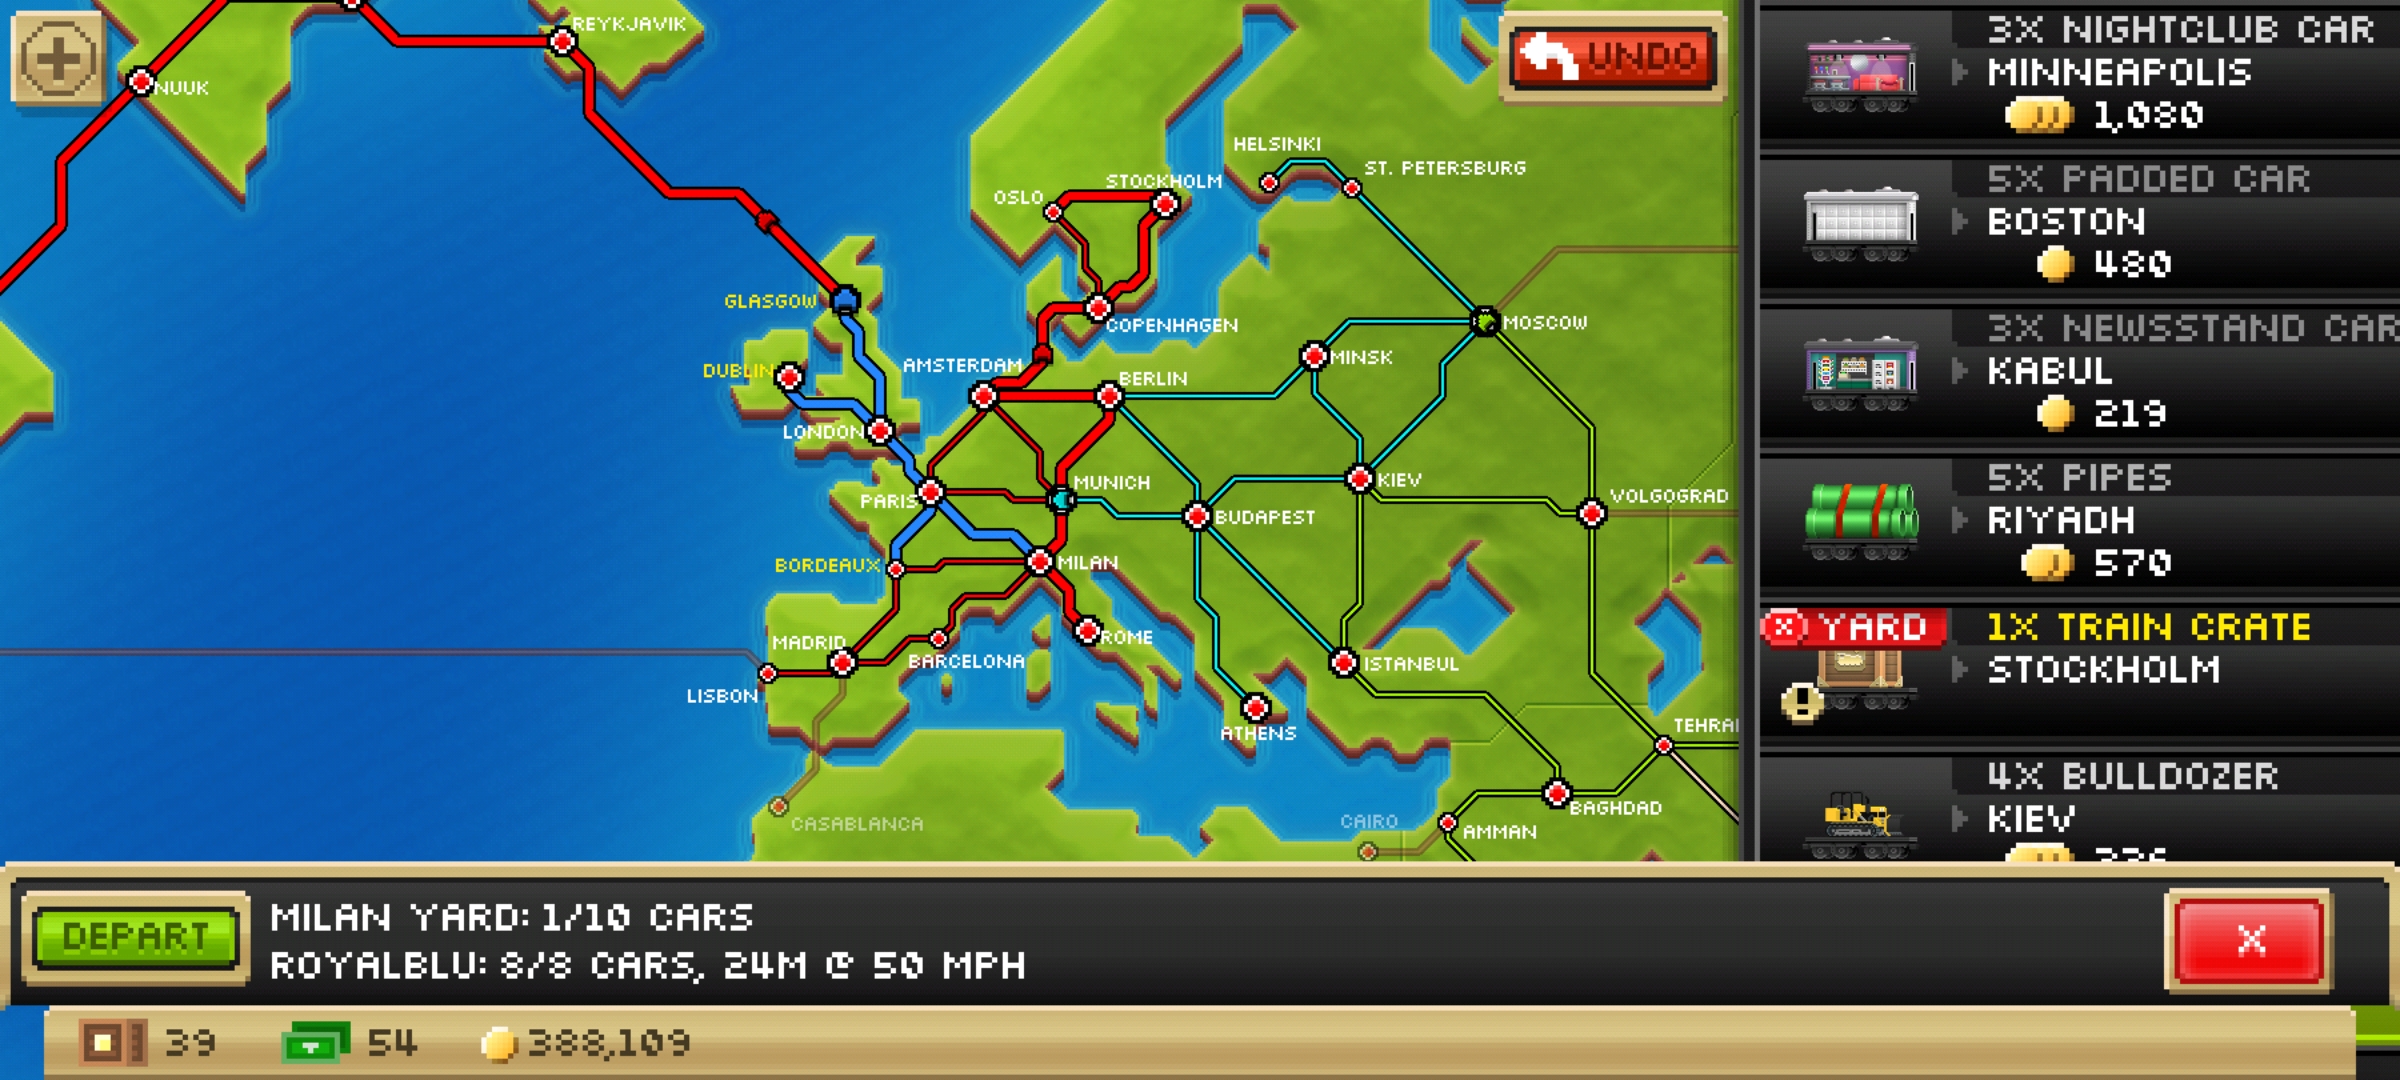 REYKJAVIK
NUUK
UNDO
HELSINKI
ST. PETERSBURG
STOCKHOLM
OSLO
GLASGOW
COPENHAGEN
MOSCOW
AMSTERDAM
MINSK
DUBLIN
BERLIN
LONDON
MUNICH
KIEV
PARIS
VOLGOGRAD
BUDAPEST
BORDEAUX
MILAN
MADRID
ROME
BARCELONA
ISTANBUL
LISBON
ATHENS
TEHRA
CASABLANCA
CAIRO
BAGHDAD
AMMAN
3X NIGHTCLUB CAR
MINNEAPOLIS
1,080
5X PADDED CAR
BOSTON
480
3X NEWSSTAND CAR
KABUL
219
5X PIPES
RIYADH
570
X YARD
1X TRAIN CRATE
STOCKHOLM
!
4X BULLDOZER
KIEV
DEPART
MILAN YARD: 1/10 CARS
ROYALBLU: 8/8 CARS, 24M @ 50 MPH
X
39
54
388,109